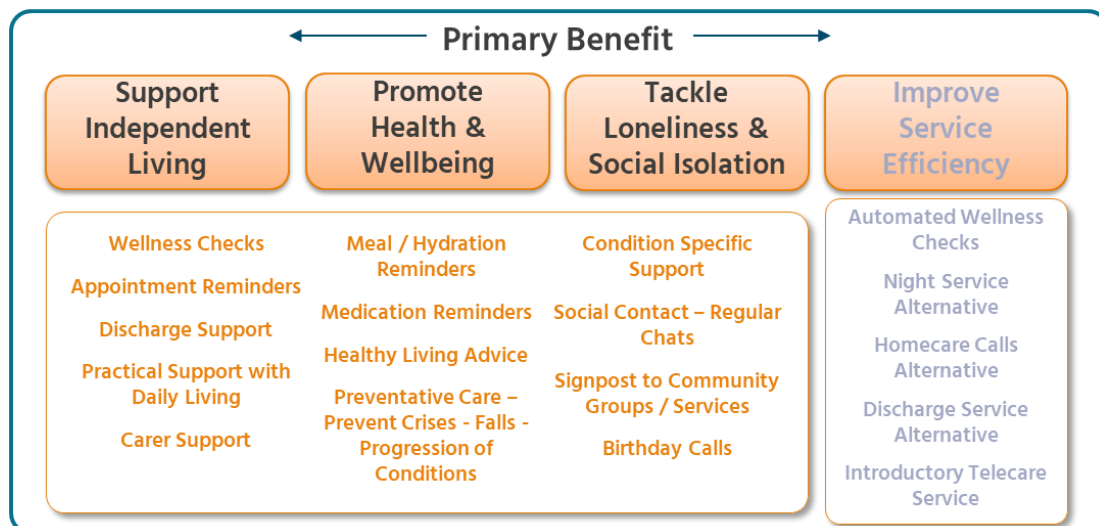 Primary Benefit
Support
Independent
Living
Promote
Health &
Wellbeing
Tackle
Loneliness &
Social Isolation
Improve
Service
Efficiency
Wellness Checks
Appointment Reminders
Discharge Support
Practical Support with
Daily Living
Carer Support
Meal / Hydration
Reminders
Medication Reminders
Healthy Living Advice
Preventative Care –
Prevent Crises - Falls -
Progression of
Conditions
Condition Specific
Support
Social Contact – Regular
Chats
Signpost to Community
Groups / Services
Birthday Calls
Automated Wellness
Checks
Night Service
Alternative
Homecare Calls
Alternative
Discharge Service
Alternative
Introductory Telecare
Service